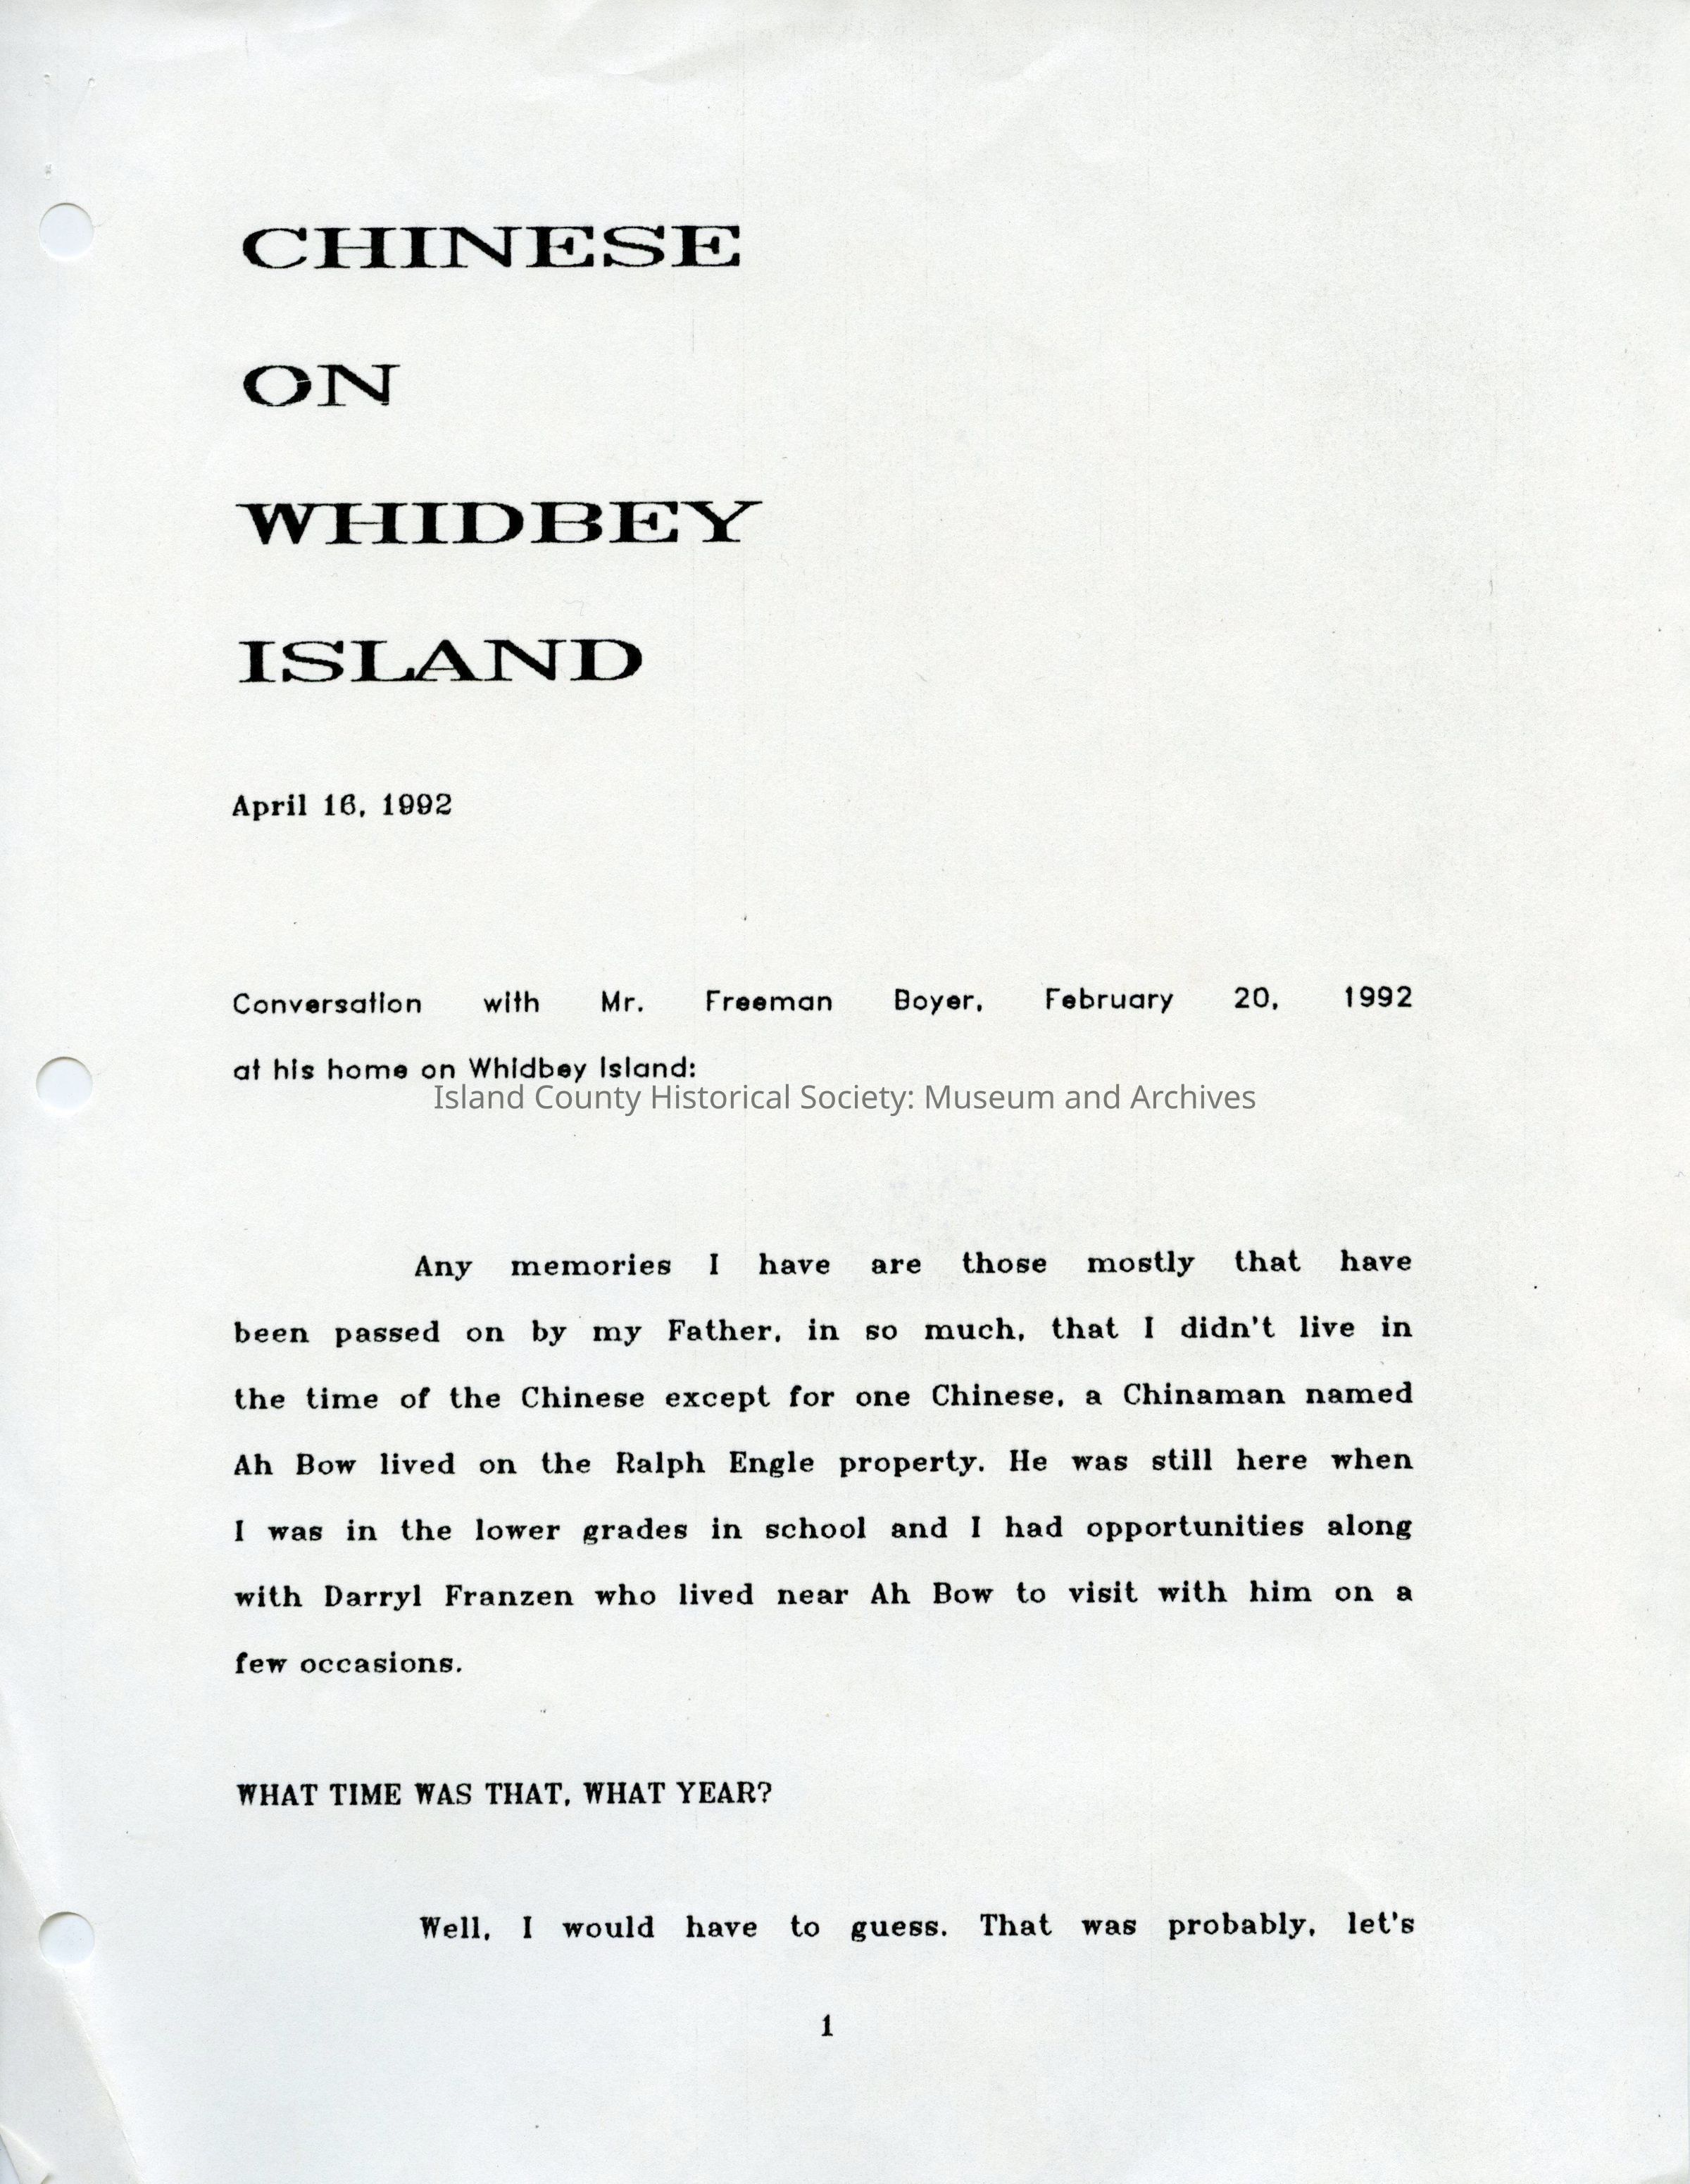 CHINESE
ON
WHIDBEY
ISLAND
April 16, 1992
Conversation with Mr. Freeman Boyer, February 20, 1992
at his home on Whidbey Island:
Island County Historical Society: Museum and Archives
Any memories I have are those mostly that have
been passed on by my Father, in so much, that I didn't live in
the time of the Chinese except for one Chinese, a Chinaman named
Ah Bow lived on the Ralph Engle property. He was still here when
I was in the lower grades in school and I had opportunities along
with Darryl Franzen who lived near Ah Bow to visit with him on a
few occasions.
WHAT TIME WAS THAT, WHAT YEAR?
Well, I would have to guess. That was probably, let's
1